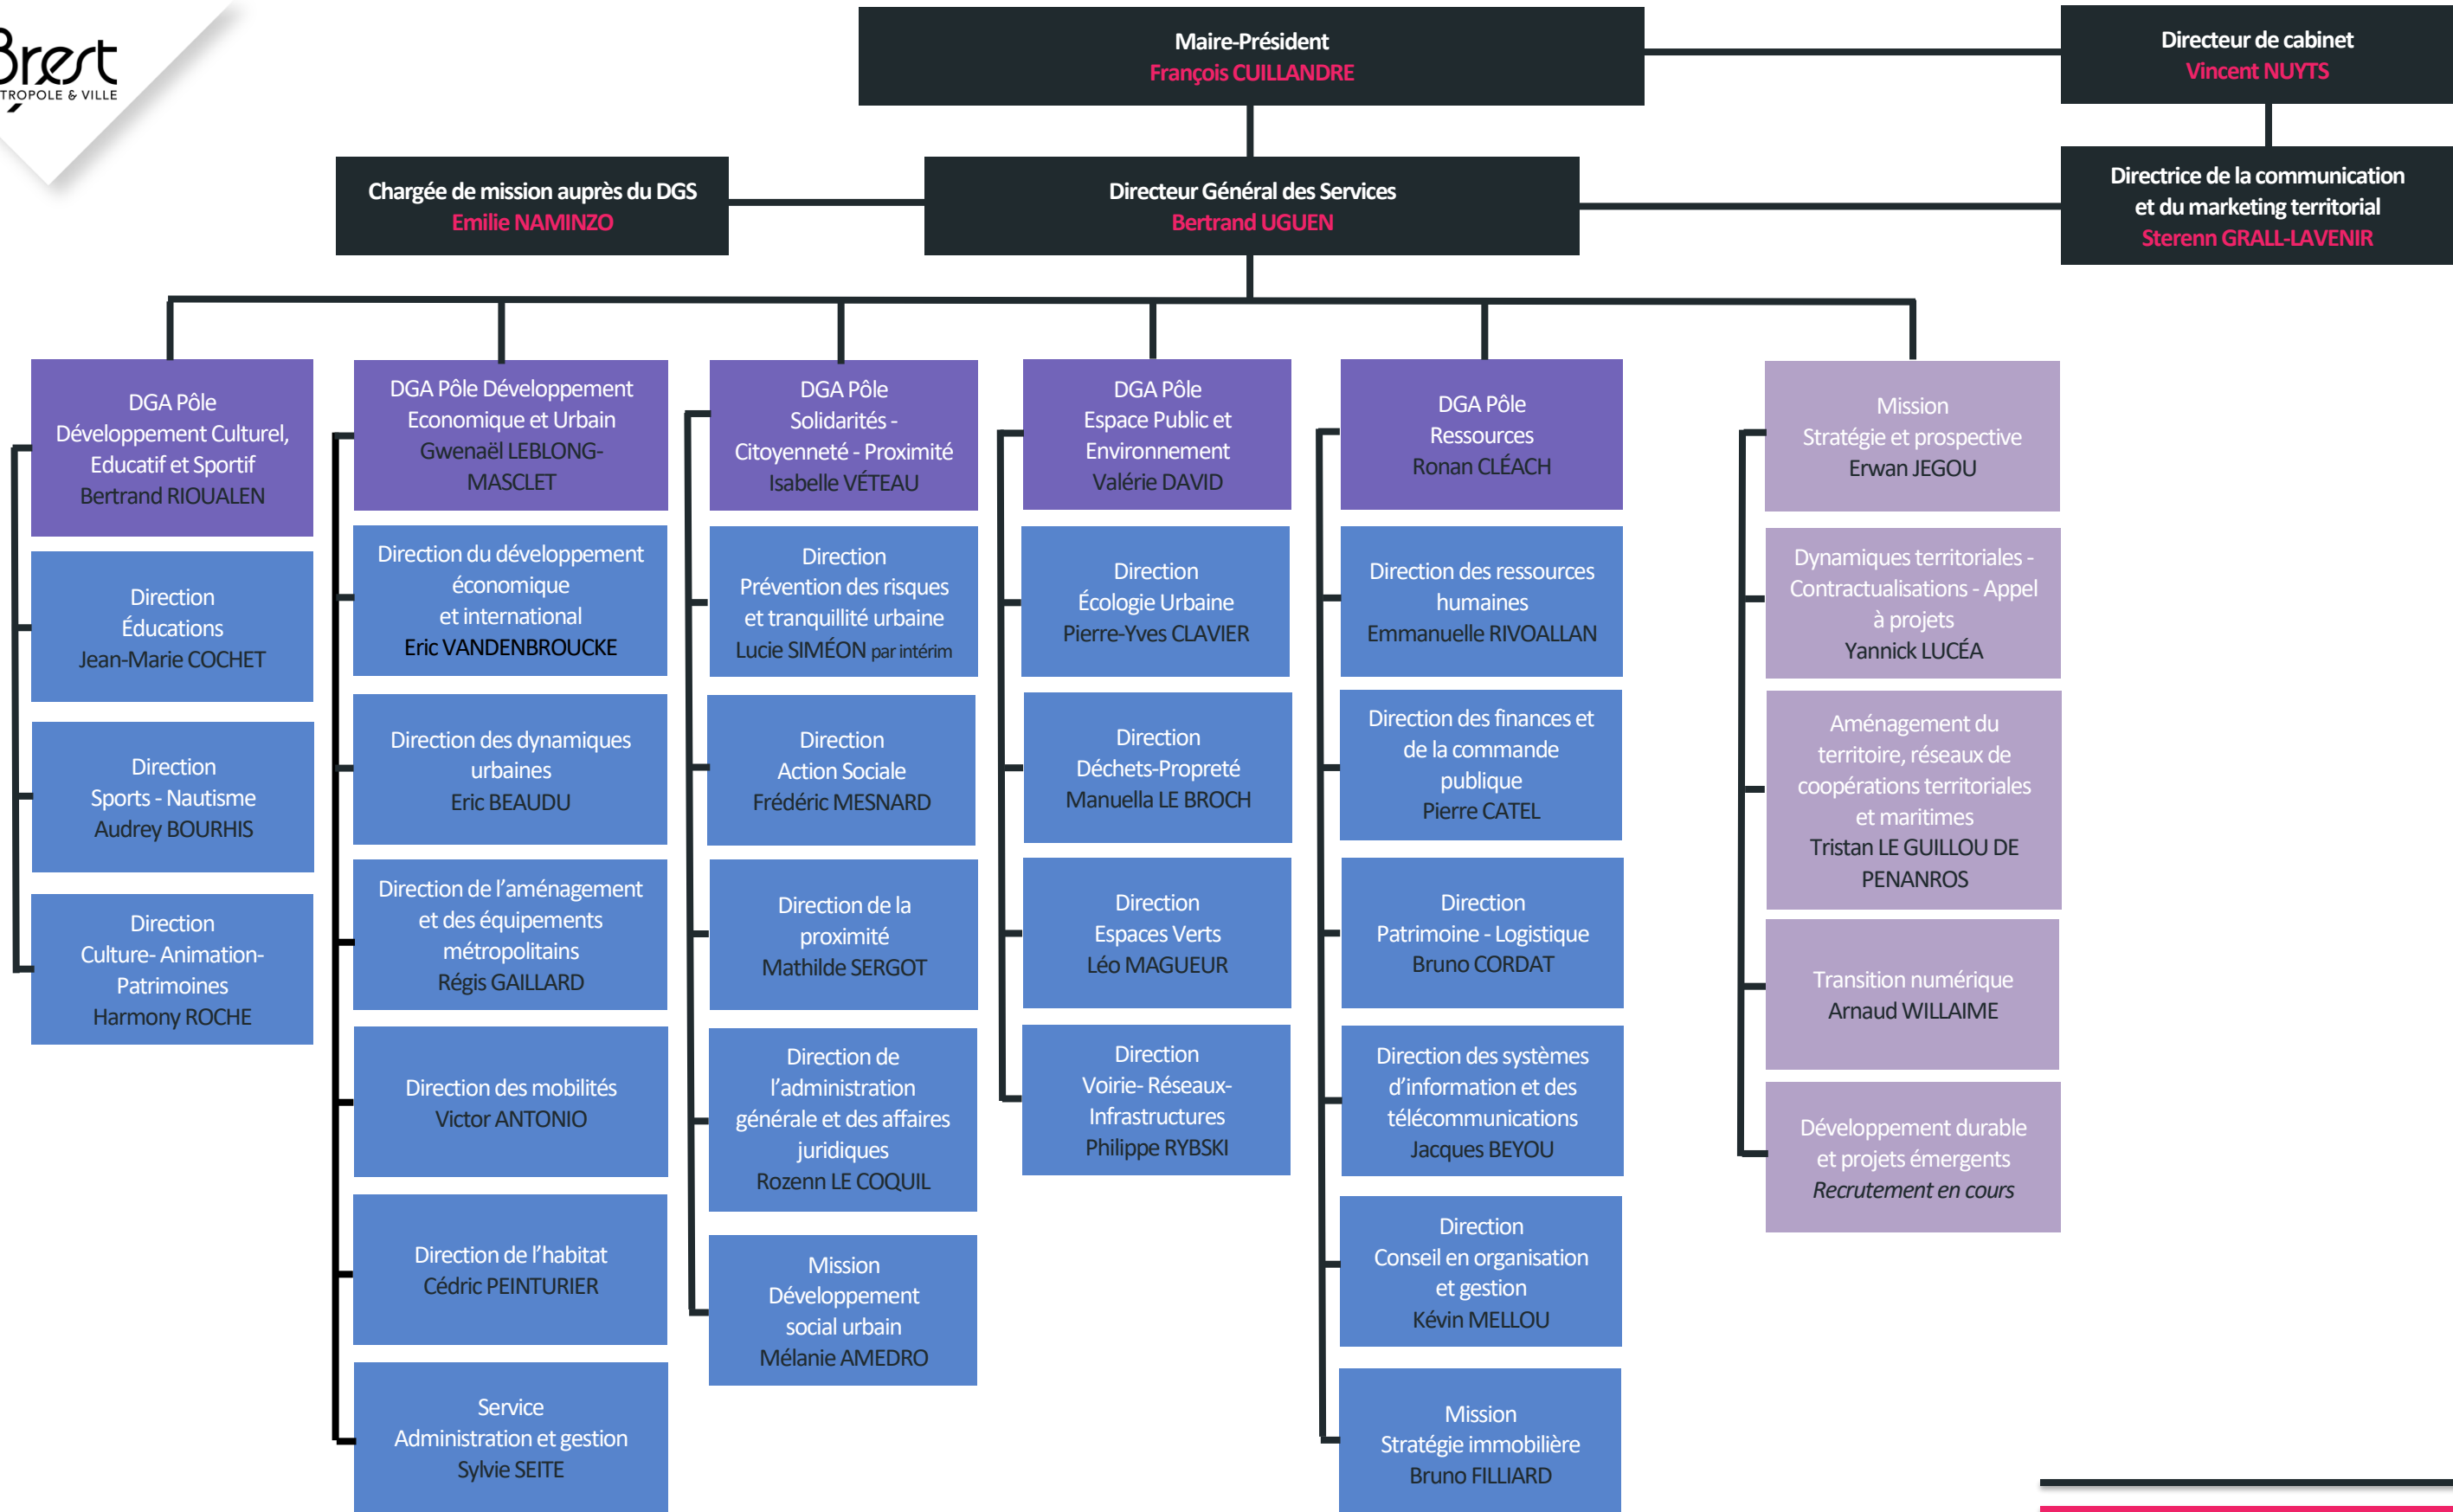 Brest
Maire-Président
François CUILLANDRE
Directeur de cabinet
Vincent NUYTS
Chargée de mission auprès du DGS
Emilie NAMINZO
Directeur Général des Services
Bertrand UGUEN
Directrice de la communication
et du marketing territorial
Sterenn GRALL-LAVENIR
DGA Pôle
Développement Culturel,
Educatif et Sportif
Bertrand RIOUALEN
Direction
Éducations
Jean-Marie COCHET
Direction
Sports - Nautisme
Audrey BOURHIS
Direction
Culture- Animation-
Patrimoines
Harmony ROCHE
DGA Pôle Développement
Economique et Urbain
Gwenaël LEBLONG-
MASCLET
Direction du développement
économique
et international
Eric VANDENBROUCKE
Direction des dynamiques
urbaines
Eric BEAUDU
Direction de l’aménagement
et des équipements
métropolitains
Régis GAILLARD
Direction des mobilités
Victor ANTONIO
Direction de l’habitat
Cédric PEINTURIER
Service
Administration et gestion
Sylvie SEITE
DGA Pôle
Solidarités -
Citoyenneté - Proximité
Isabelle VÉTEAU
Direction
Prévention des risques
et tranquillité urbaine
Lucie SIMÉON par intérim
Direction
Action Sociale
Frédéric MESNARD
Direction de la
proximité
Mathilde SERGOT
Direction de
l’administration
générale et des affaires
juridiques
Rozenn LE COQUIL
Mission
Développement
social urbain
Mélanie AMEDRO
DGA Pôle
Espace Public et
Environnement
Valérie DAVID
Direction
Écologie Urbaine
Pierre-Yves CLAVIER
Direction
Déchets-Propreté
Manuella LE BROCH
Direction
Espaces Verts
Léo MAGUEUR
Direction
Voirie- Réseaux-
Infrastructures
Philippe RYBSKI
DGA Pôle
Ressources
Ronan CLÉACH
Direction des ressources
humaines
Emmanuelle RIVOALLAN
Direction des finances et
de la commande
publique
Pierre CATEL
Direction
Patrimoine - Logistique
Bruno CORDAT
Direction des systèmes
d’information et des
télécommunications
Jacques BEYOU
Direction
Conseil en organisation
et gestion
Kévin MELLOU
Mission
Stratégie immobilière
Bruno FILLIARD
Mission
Stratégie et prospective
Erwan JEGOU
Dynamiques territoriales -
Contractualisations - Appel
à projets
Yannick LUCÉA
Aménagement du
territoire, réseaux de
coopérations territoriales
et maritimes
Tristan LE GUILLOU DE
PENANROS
Transition numérique
Arnaud WILLAIME
Développement durable
et projets émergents
Recrutement en cours